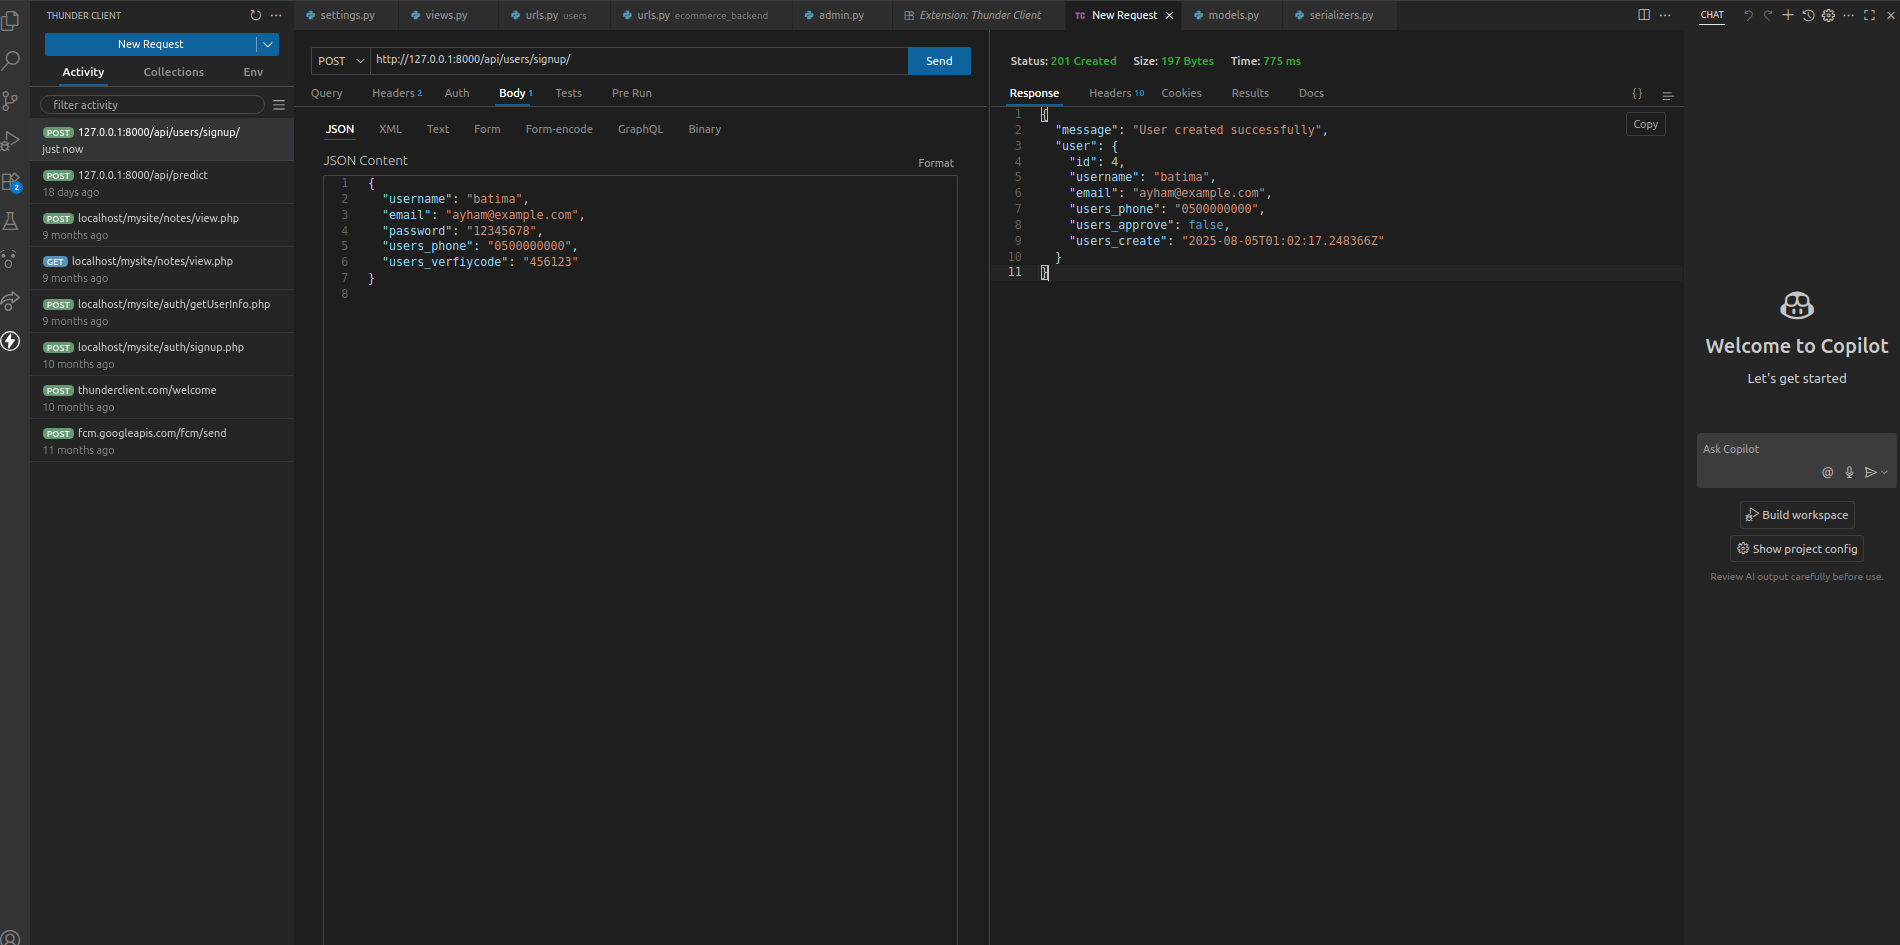 THUNDER CLIENT
New Request
Activity Collections Env
filter activity
POST 127.0.0.1:8000/api/users/signup/
just now
POST 127.0.0.1:8000/api/predict
18 days ago
POST localhost/mysite/notes/view.php
9 months ago
GET localhost/mysite/notes/view.php
9 months ago
POST localhost/mysite/auth/getUserInfo.php
9 months ago
POST localhost/mysite/auth/signup.php
10 months ago
POST thunderclient.com/welcome
10 months ago
POST fcm.googleapis.com/fcm/send
11 months ago
2
settings.py views.py urls.py users urls.py ecommerce_backend admin.py Extension: Thunder Client TC New Request models.py serializers.py
POST http://127.0.0.1:8000/api/users/signup/ Send
Query Headers 2 Auth Body 1 Tests Pre Run
JSON XML Text Form Form-encode GraphQL Binary
JSON Content Format
1 {
2 "username": "batima",
3 "email": "ayham@example.com",
4 "password": "12345678",
5 "users_phone": "0500000000",
6 "users_verfiycode": "456123"
7 }
8
Status: 201 Created Size: 197 Bytes Time: 775 ms
Response Headers 10 Cookies Results Docs {}
Copy
1 {
2 "message": "User created successfully",
3 "user": {
4 "id": 4,
5 "username": "batima",
6 "email": "ayham@example.com",
7 "users_phone": "0500000000",
8 "users_approve": false,
9 "users_create": "2025-08-05T01:02:17.248366Z"
10 }
11 }
CHAT
Welcome to Copilot
Let's get started
Ask Copilot
@
Build workspace
Show project config
Review AI output carefully before use.